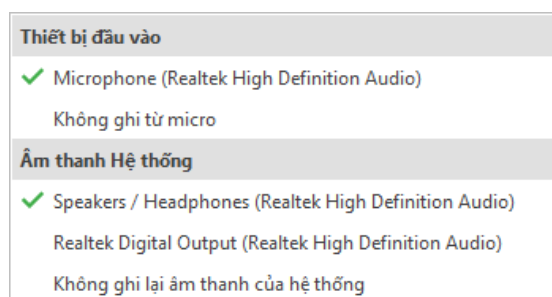 Thiết bị đầu vào
Microphone (Realtek High Definition Audio)
Không ghi từ micro
Âm thanh Hệ thống
Speakers / Headphones (Realtek High Definition Audio)
Realtek Digital Output (Realtek High Definition Audio)
Không ghi lại âm thanh của hệ thống